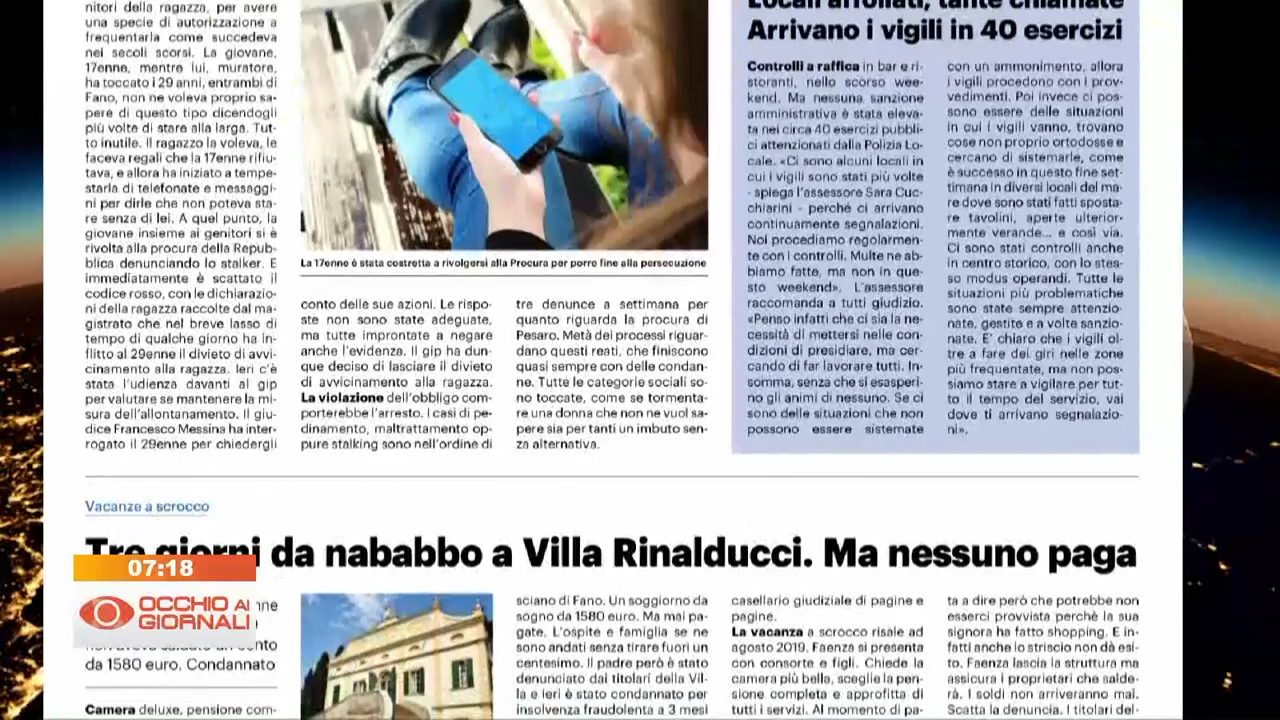 nitori della ragazza, per avere
una specie di autorizzazione a
frequentarla come succedeva
nei secoli scorsi. La giovane,
17enne, mentre lui, muratore,
ha toccato i 29 anni, entrambi di
Fano, non ne voleva proprio sa-
pere di questo tipo dicendogli
più volte di stare alla larga. Tut-
to inutile. Il ragazzo la voleva, le
faceva regali che la 17enne rifiu-
tava, e allora ha iniziato a tempe-
starla di telefonate e messaggi-
ni per dirle che non poteva sta-
re senza di lei. A quel punto, la
giovane insieme ai genitori si è
rivolta alla procura della Repub-
blica denunciando lo stalker. E
immediatamente è scattato il
codice rosso, con le dichiarazio-
ni della ragazza raccolte dal ma-
gistrato che nel breve lasso di
tempo di qualche giorno ha in-
flitto al 29enne il divieto di avvi-
cinamento alla ragazza. Ieri c'è
stata l'udienza davanti al gip
per valutare se mantenere la mi-
sura dell'allontanamento. Il giu-
dice Francesco Messina ha inter-
rogato il 29enne per chiedergli
La 17enne è stata costretta a rivolgersi alla Procura per porre fine alla persecuzione
conto delle sue azioni. Le rispo-
ste non sono state adeguate,
ma tutte improntate a negare
anche l'evidenza. Il gip ha dun-
que deciso di lasciare il divieto
di avvicinamento alla ragazza.
La violazione dell'obbligo com-
porterebbe l'arresto. I casi di pe-
dinamento, maltrattamento op-
pure stalking sono nell'ordine di
tre denunce a settimana per
quanto riguarda la procura di
Pesaro. Metà dei processi riguar-
dano questi reati, che finiscono
quasi sempre con delle condan-
ne. Tutte le categorie sociali so-
no toccate, come se tormenta-
re una donna che non ne vuol sa-
pere sia per tanti un imbuto sen-
za alternativa.
Locali affollati, tante chiamate
Arrivano i vigili in 40 esercizi
Controlli a raffica in bar e ri-
storanti, nello scorso wee-
kend. Ma nessuna sanzione
amministrativa è stata eleva-
ta nei circa 40 esercizi pubbli-
ci attenzionati dalla Polizia Lo-
cale. «Ci sono alcuni locali in
cui i vigili sono stati più volte
- spiega l'assessore Sara Cuc-
chiarini - perché ci arrivano
continuamente segnalazioni.
Noi procediamo regolarmen-
te con i controlli. Multe ne ab-
biamo fatte, ma non in que-
sto weekend». L'assessore
raccomanda a tutti giudizio.
«Penso infatti che ci sia la ne-
cessità di mettersi nelle con-
dizioni di presidiare, ma cer-
cando di far lavorare tutti. In-
somma, senza che si esasperi-
no gli animi di nessuno. Se ci
sono delle situazioni che non
possono essere sistemate
con un ammonimento, allora
i vigili procedono con i prov-
vedimenti. Poi invece ci pos-
sono essere delle situazioni
in cui i vigili vanno, trovano
cose non proprio ortodosse e
cercano di sistemarle, come
è successo in questo fine set-
timana in diversi locali del ma-
re dove sono stati fatti sposta-
re tavolini, aperte ulterior-
mente verande... e così via.
Ci sono stati controlli anche
in centro storico, con lo stes-
so modus operandi. Tutte le
situazioni più problematiche
sono state sempre attenzio-
nate, gestite e a volte sanzio-
nate. E' chiaro che i vigili ol-
tre a fare dei giri nelle zone
più frequentate, ma non pos-
siamo stare a vigilare per tut-
to il tempo del servizio, vai
dove ti arrivano segnalazio-
ni».
Vacanze a scrocco
Tre giorni da nababbo a Villa Rinalducci. Ma nessuno paga
07:18
OCCHIO AI
GIORNALI
da 1580 euro. Condannato
Camera deluxe, pensione com-
sciano di Fano. Un soggiorno da
sogno da 1580 euro. Ma mai pa-
gate. L'ospite e famiglia se ne
sono andati senza tirare fuori un
centesimo. Il padre però è stato
denunciato dai titolari della Vil-
la e ieri è stato condannato per
insolvenza fraudolenta a 3 mesi
casellario giudiziale di pagine e
pagine.
La vacanza a scrocco risale ad
agosto 2019. Faenza si presenta
con consorte e figli. Chiede la
camera più bella, sceglie la pen-
sione completa e approfitta di
tutti i servizi. Al momento di pa-
ta a dire però che potrebbe non
esserci provvista perchè la sua
signora ha fatto shopping. E in-
fatti anche lo striscio non dà esi-
to. Faenza lascia la struttura ma
assicura i proprietari che salde-
rà. I soldi non arriveranno mai.
Scatta la denuncia. I titolari del-